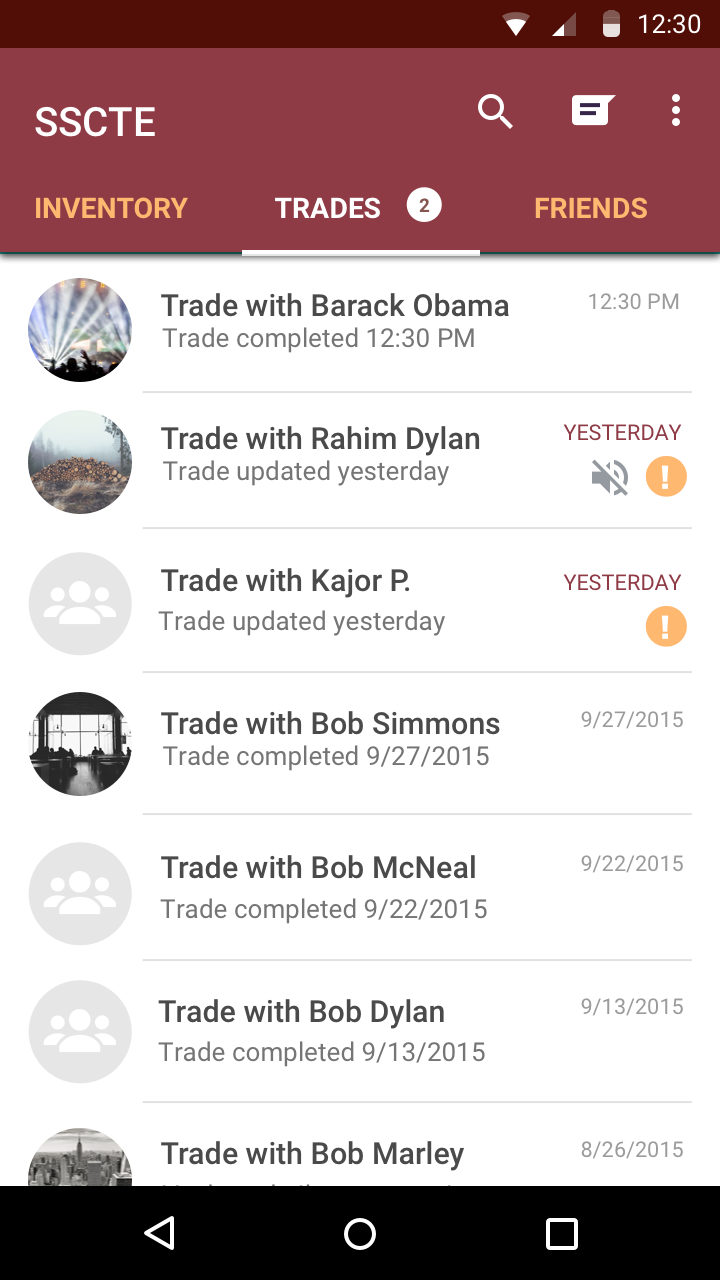 12:30
SSCTE
INVENTORY TRADES 2 FRIENDS
Trade with Barack Obama 12:30 PM
Trade completed 12:30 PM
Trade with Rahim Dylan YESTERDAY
Trade updated yesterday
Trade with Kajor P. YESTERDAY
Trade updated yesterday
Trade with Bob Simmons 9/27/2015
Trade completed 9/27/2015
Trade with Bob McNeal 9/22/2015
Trade completed 9/22/2015
Trade with Bob Dylan 9/13/2015
Trade completed 9/13/2015
Trade with Bob Marley 8/26/2015